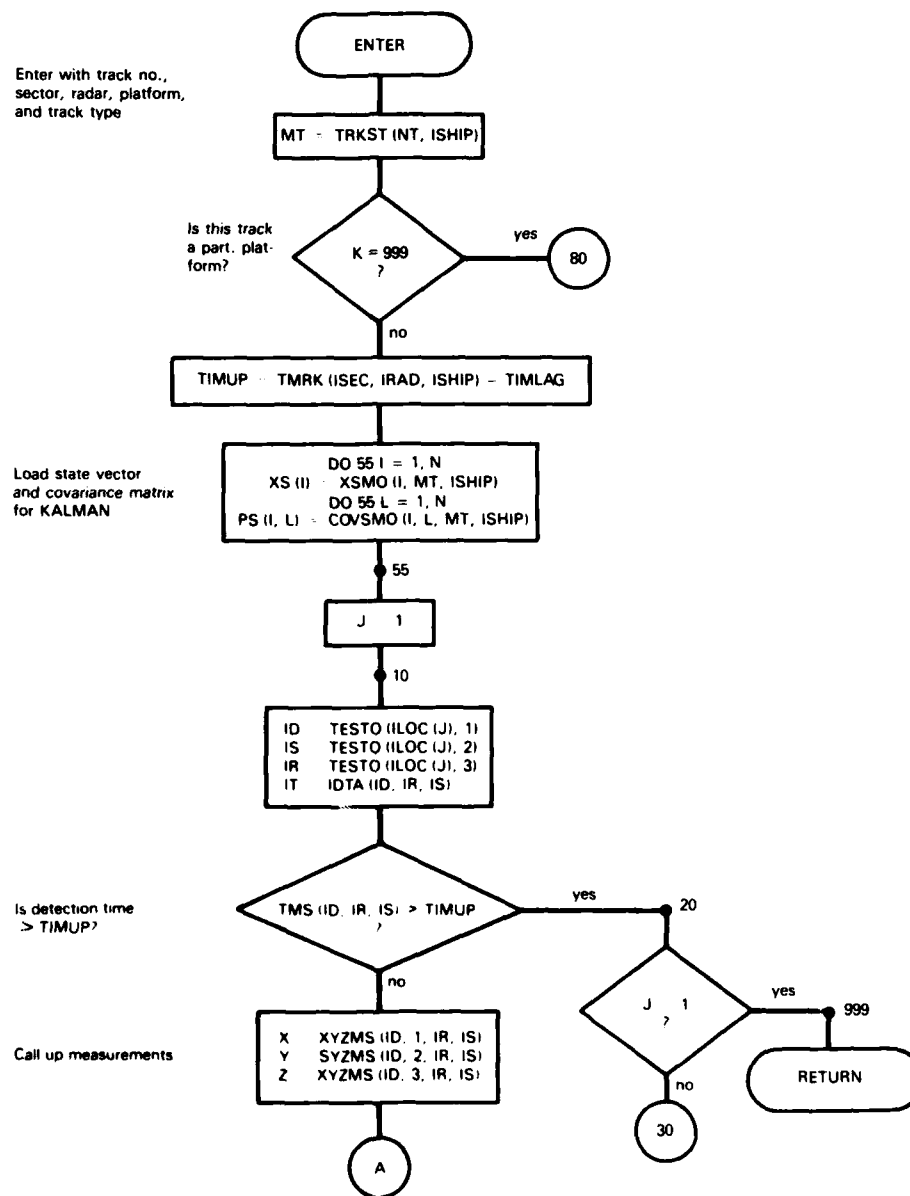 ENTER
Enter with track no.,
sector, radar, platform,
and track type
MT - TRKST (NT, ISHIP)
Is this track
a part. plat-
form?
K = 999
?
yes
80
no
TIMUP - TMRK (ISEC, IRAD, ISHIP) - TIMLAG
Load state vector
and covariance matrix
for KALMAN
DO 55 I = 1, N
XS (I) - XSMO (I, MT, ISHIP)
DO 55 L = 1, N
PS (I, L) - COVSMO (I, L, MT, ISHIP)
55
J 1
10
ID TESTO (ILOC (J), 1)
IS TESTO (ILOC (J), 2)
IR TESTO (ILOC (J), 3)
IT IDTA (ID, IR, IS)
Is detection time
> TIMUP?
TMS (ID, IR, IS) > TIMUP
?
yes
20
no
J 1
?
yes
999
RETURN
no
30
Call up measurements
X XYZMS (ID, 1, IR, IS)
Y SYZMS (ID, 2, IR, IS)
Z XYZMS (ID, 3, IR, IS)
A